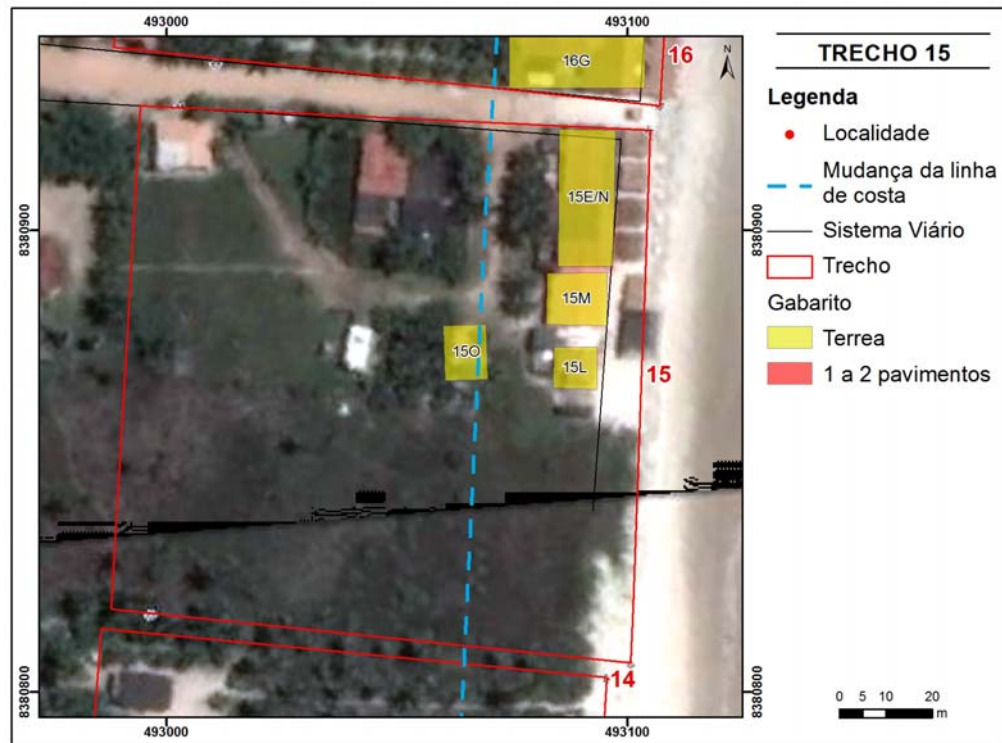 493000
493100
16G
16
N
TRECHO 15
Legenda
Localidade
Mudança da linha
de costa
Sistema Viário
Trecho
Gabarito
Terrea
1 a 2 pavimentos
15E/N
8380900
8380900
15M
15O
15L
15
14
8380800
8380800
0 5 10 20
m
493000
493100